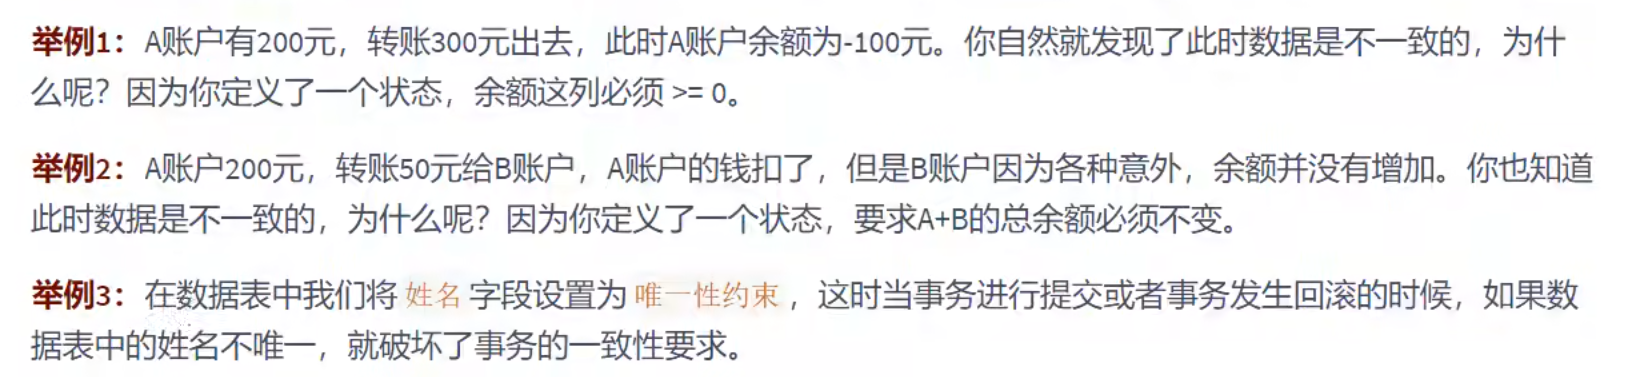 举例1：A账户有200元，转账300元出去，此时A账户余额为-100元。你自然就发现了此时数据是不一致的，为什
么呢？因为你定义了一个状态，余额这列必须 >= 0。
举例2：A账户200元，转账50元给B账户，A账户的钱扣了，但是B账户因为各种意外，余额并没有增加。你也知道
此时数据是不一致的，为什么呢？因为你定义了一个状态，要求A+B的总余额必须不变。
举例3：在数据表中我们将 姓名 字段设置为 唯一性约束 ，这时当事务进行提交或者事务发生回滚的时候，如果数
据表中的姓名不唯一，就破坏了事务的一致性要求。